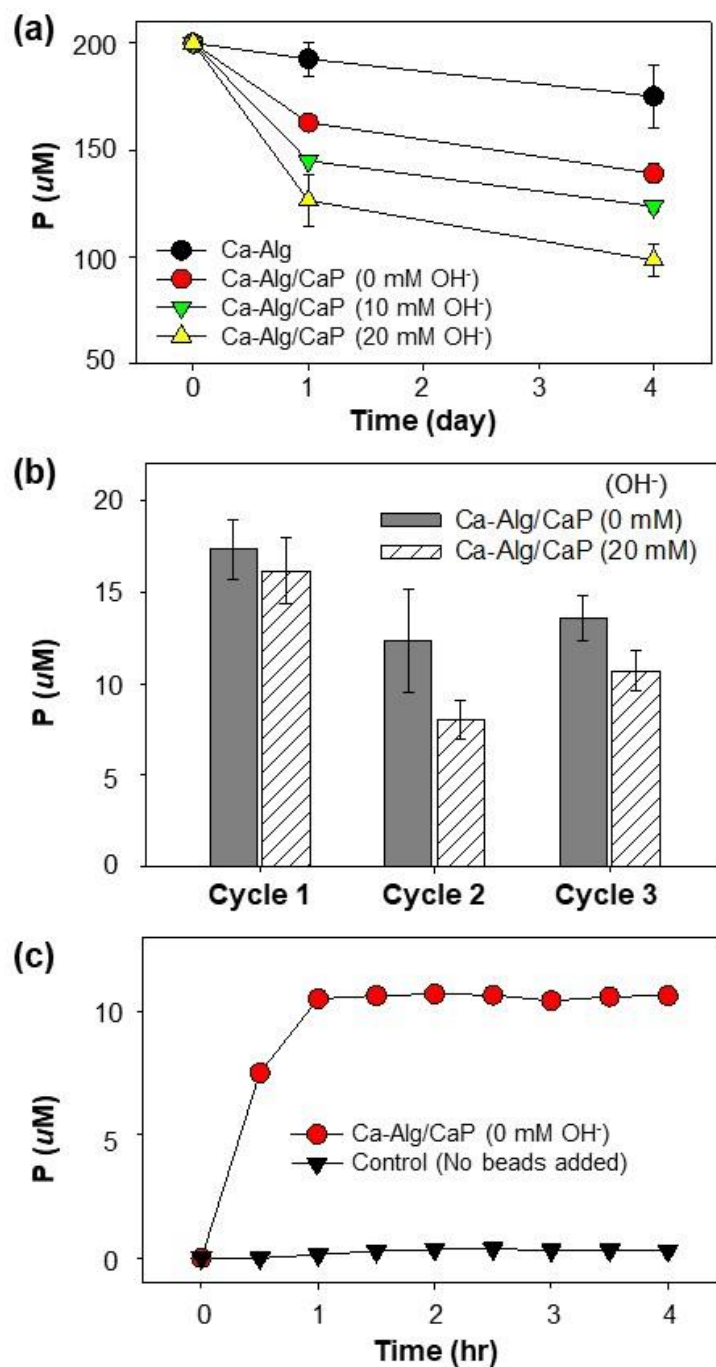 (a)
200
150
100
50
P (uM)
Ca-Alg
Ca-Alg/CaP (0 mM OH⁻)
Ca-Alg/CaP (10 mM OH⁻)
Ca-Alg/CaP (20 mM OH⁻)
0 1 2 3 4
Time (day)
(b)
20
15
10
5
0
P (uM)
(OH⁻)
Ca-Alg/CaP (0 mM)
Ca-Alg/CaP (20 mM)
Cycle 1 Cycle 2 Cycle 3
(c)
10
5
0
P (uM)
Ca-Alg/CaP (0 mM OH⁻)
Control (No beads added)
0 1 2 3 4
Time (hr)